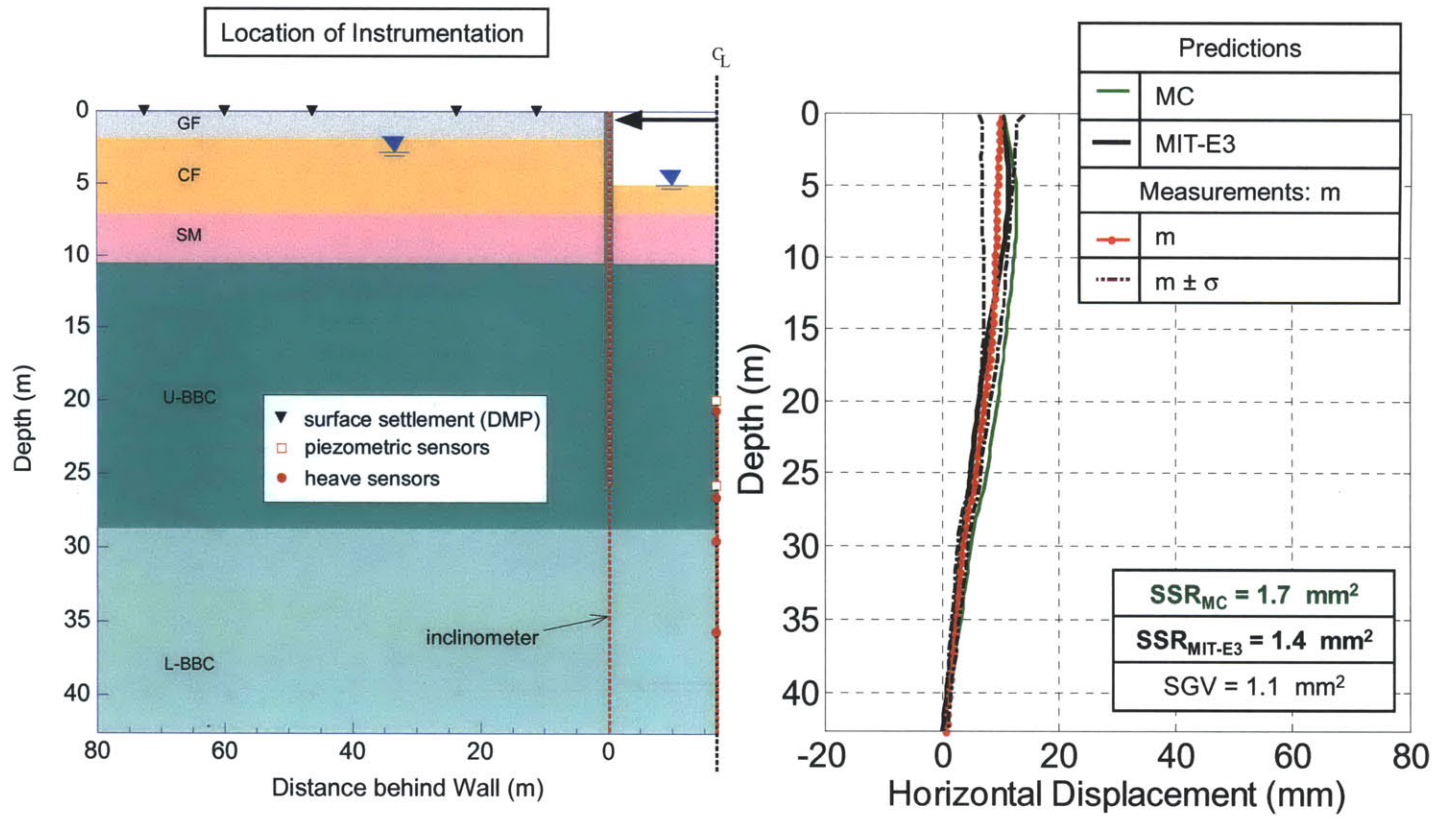 Location of Instrumentation
C
L
0
5
10
15
20
25
30
35
40
Depth (m)
GF
CF
SM
U-BBC
L-BBC
surface settlement (DMP)
piezometric sensors
heave sensors
inclinometer
80
60
40
20
0
Distance behind Wall (m)
Predictions
MC
MIT-E3
Measurements: m
m
m ± σ
0
5
10
15
20
25
30
35
40
Depth (m)
SSR_MC = 1.7 mm²
SSR_MIT-E3 = 1.4 mm²
SGV = 1.1 mm²
-20
0
20
40
60
80
Horizontal Displacement (mm)